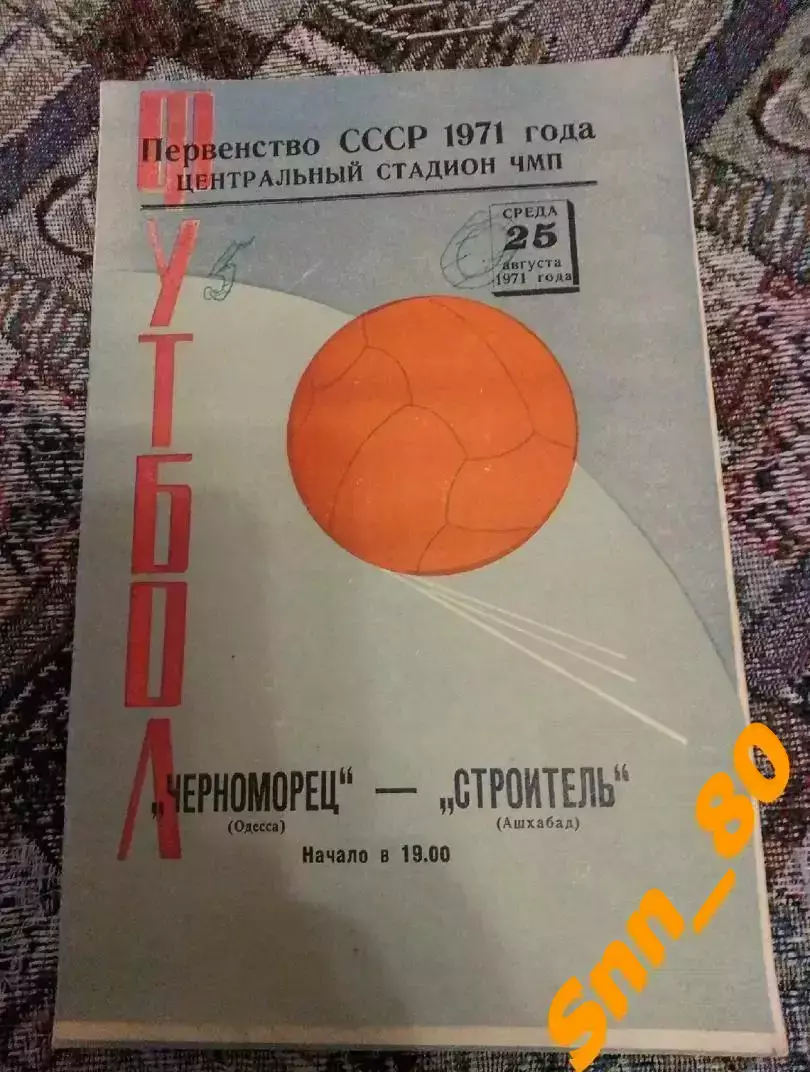 ФУТБОЛ
Первенство СССР 1971 года
ЦЕНТРАЛЬНЫЙ СТАДИОН ЧМП
СРЕДА
25
августа
1971 года
„ЧЕРНОМОРЕЦ“ — „СТРОИТЕЛЬ“
(Одесса) (Ашхабад)
Начало в 19.00
Snn_80